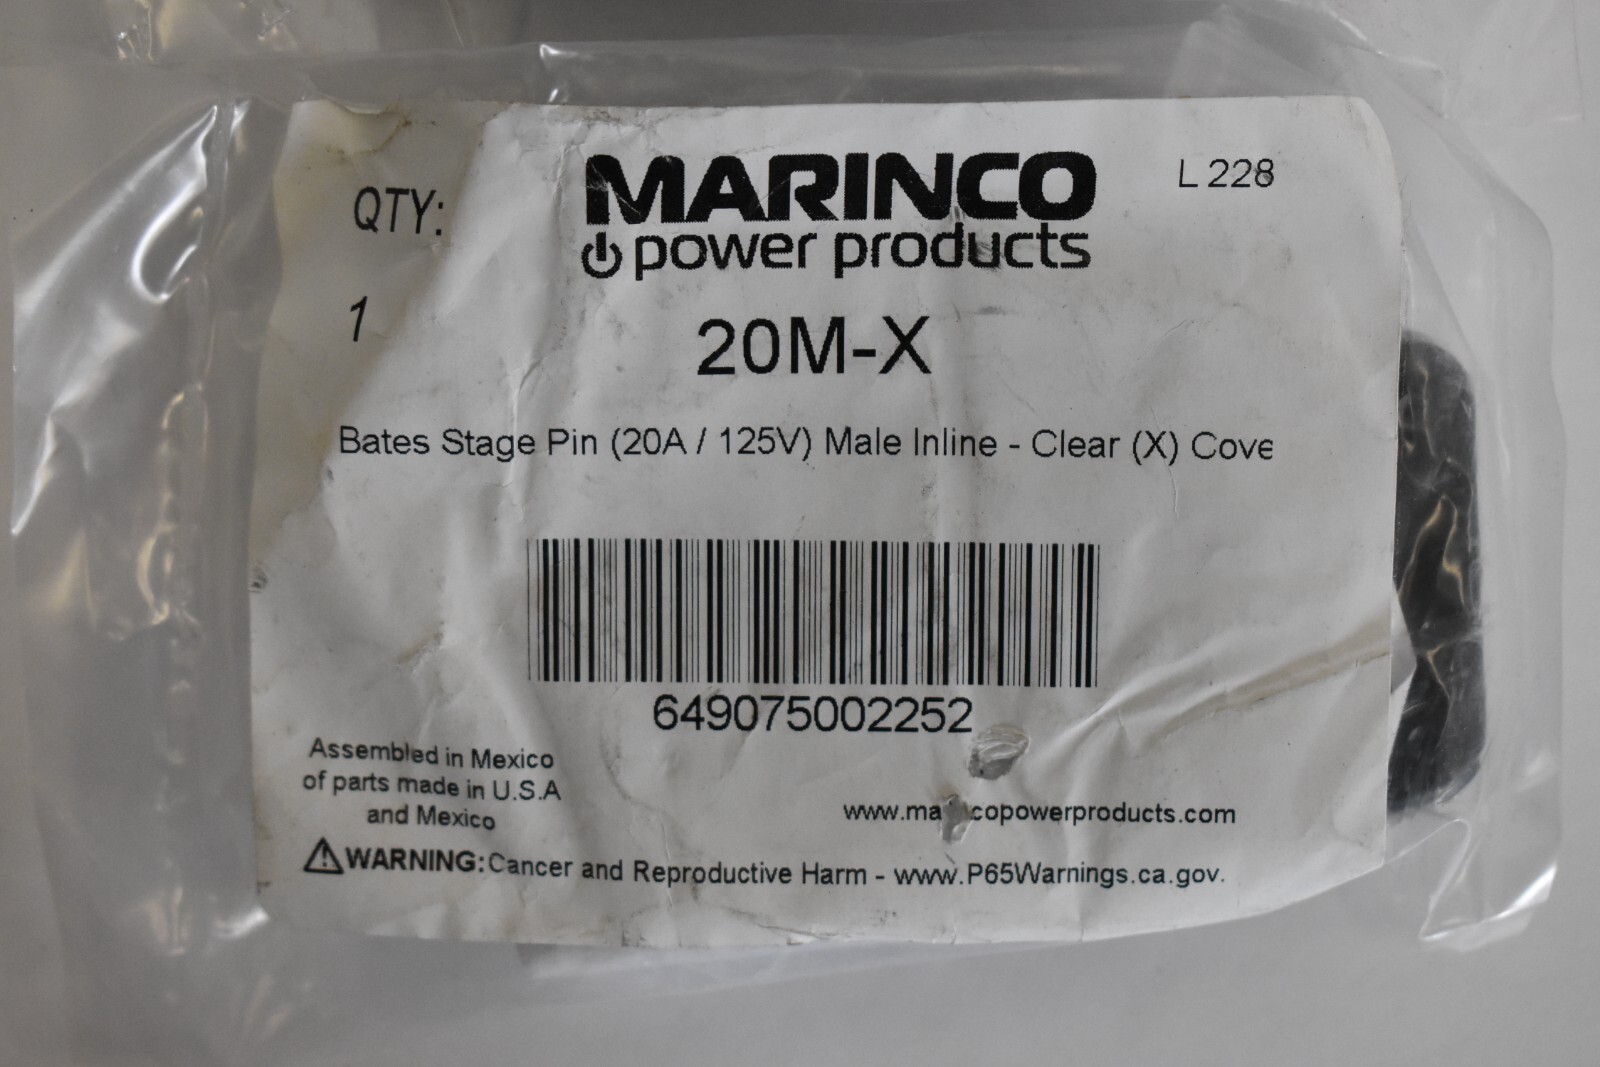 QTY:
1
MARINCO
power products
L 228
20M-X
Bates Stage Pin (20A / 125V) Male Inline - Clear (X) Cove
649075002252
Assembled in Mexico
of parts made in U.S.A
and Mexico
WARNING: Cancer and Reproductive Harm - www.P65Warnings.ca.gov.